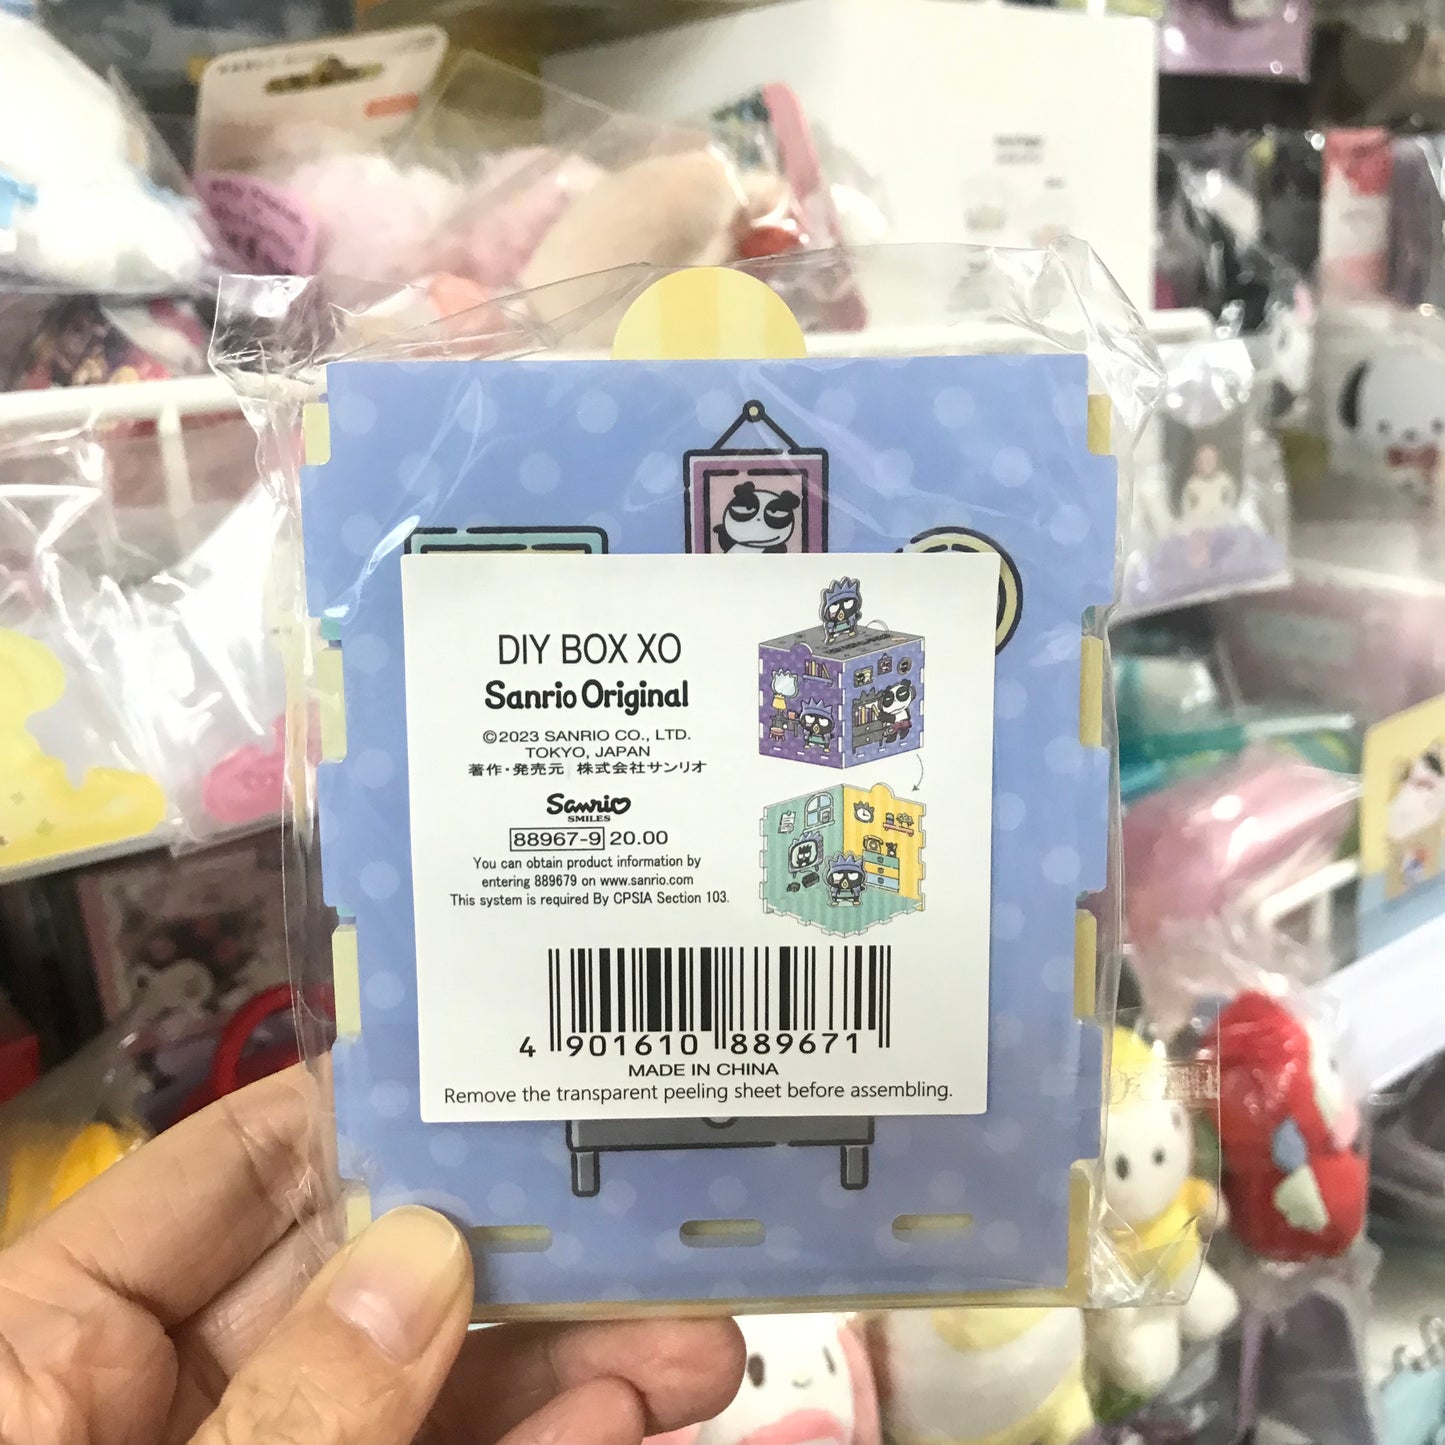 DIY BOX XO
Sanrio Original
©2023 SANRIO CO., LTD.
TOKYO, JAPAN
著作・発売元 株式会社サンリオ
Sanrio
SMILES
88967-9 20.00
You can obtain product information by
entering 889679 on www.sanrio.com
This system is required By CPSIA Section 103.
4 901610 889671
MADE IN CHINA
Remove the transparent peeling sheet before assembling.